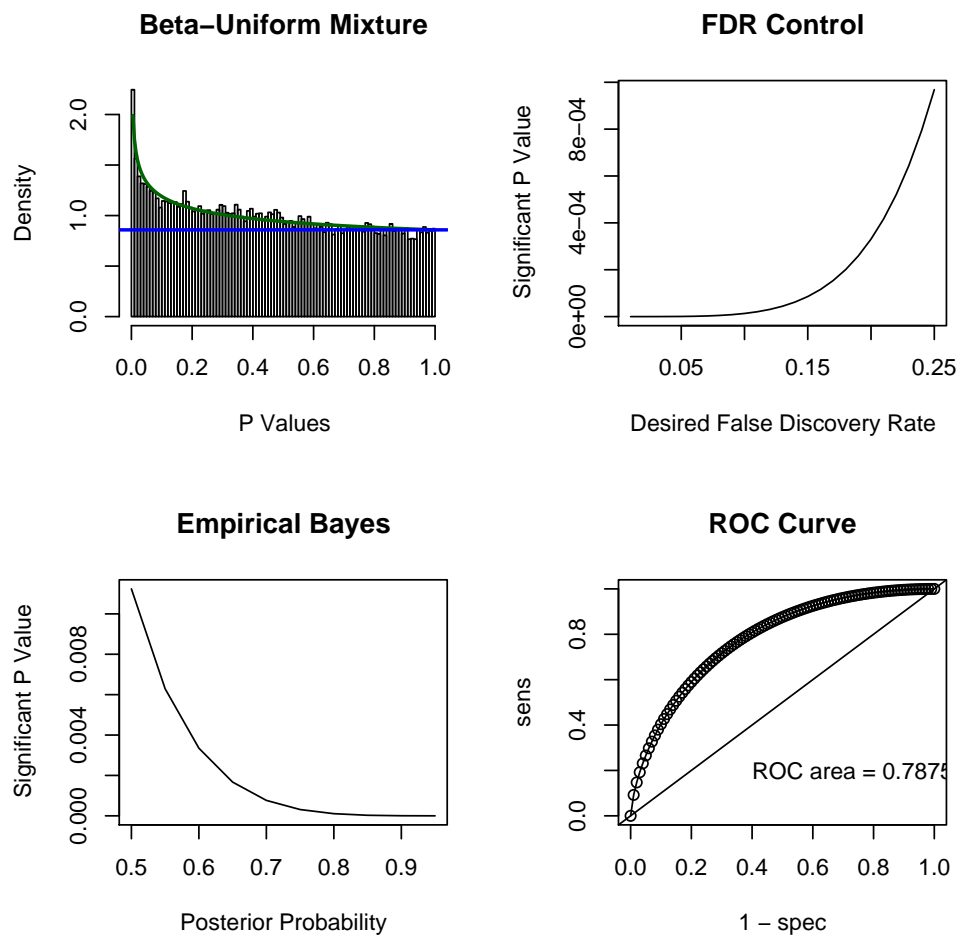 Beta−Uniform Mixture
Density
0.0 1.0 2.0
0.0 0.2 0.4 0.6 0.8 1.0
P Values
FDR Control
Significant P Value
0e+00 4e−04 8e−04
0.05 0.15 0.25
Desired False Discovery Rate
Empirical Bayes
Significant P Value
0.000 0.004 0.008
0.5 0.6 0.7 0.8 0.9
Posterior Probability
ROC Curve
sens
0.0 0.4 0.8
ROC area = 0.7875
0.0 0.2 0.4 0.6 0.8 1.0
1 − spec